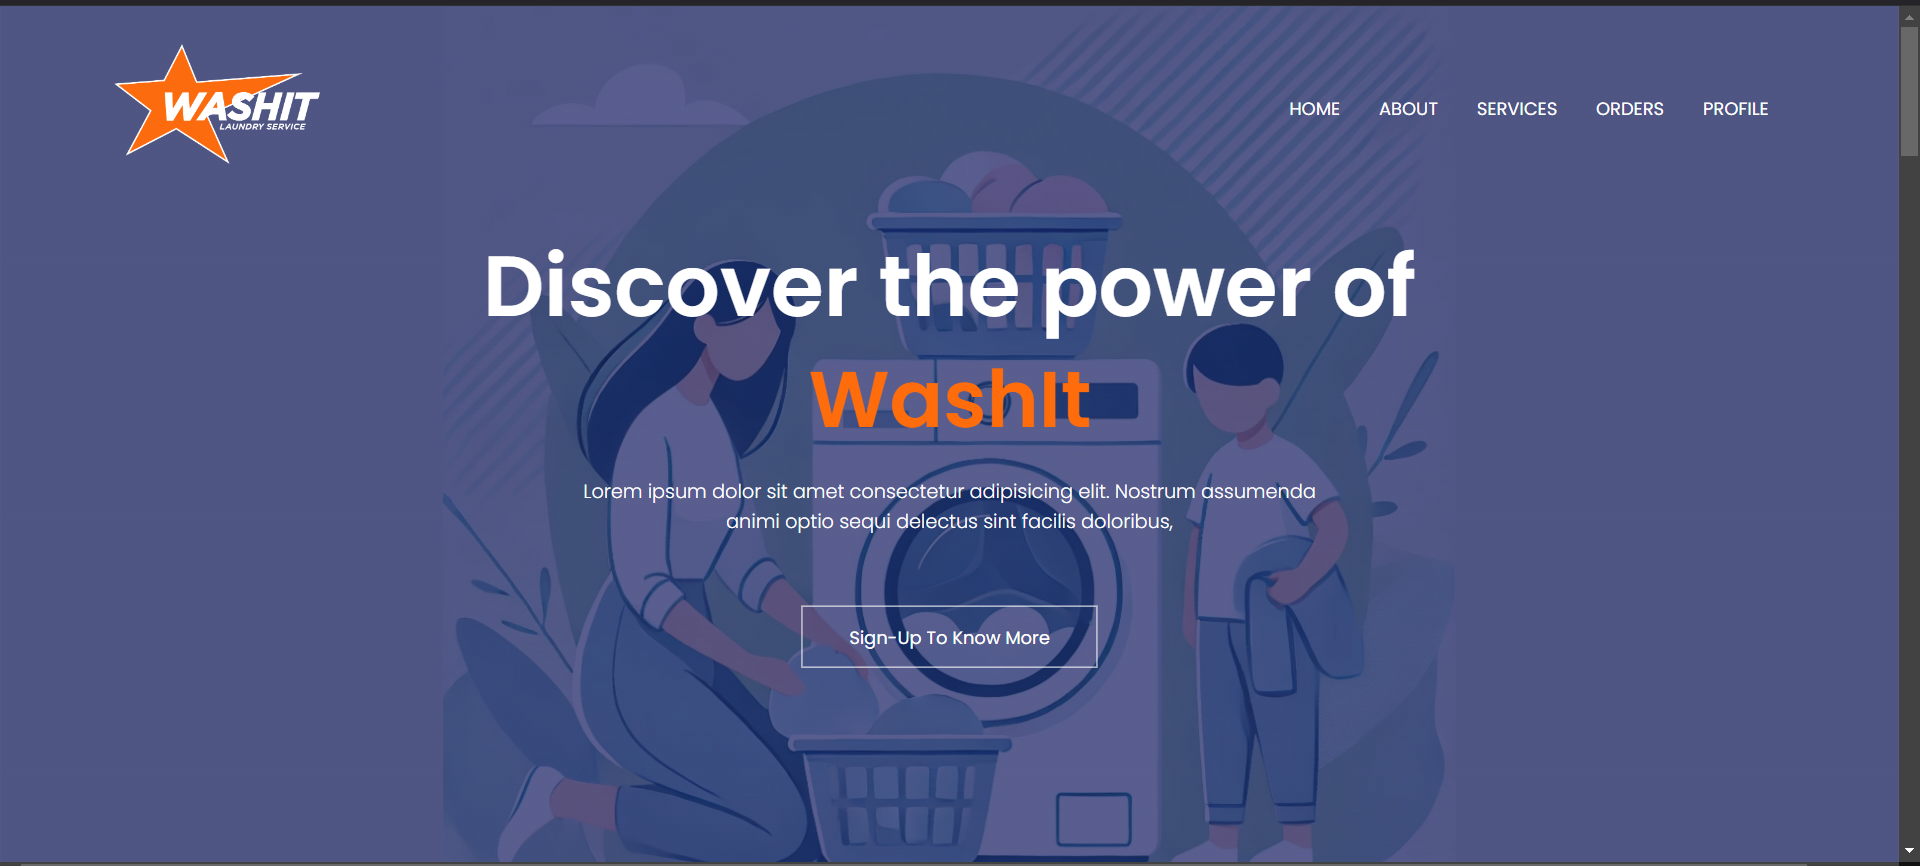 WASHIT
LAUNDRY SERVICE
HOME ABOUT SERVICES ORDERS PROFILE
Discover the power of
WashIt
Lorem ipsum dolor sit amet consectetur adipisicing elit. Nostrum assumenda
animi optio sequi delectus sint facilis doloribus,
Sign-Up To Know More